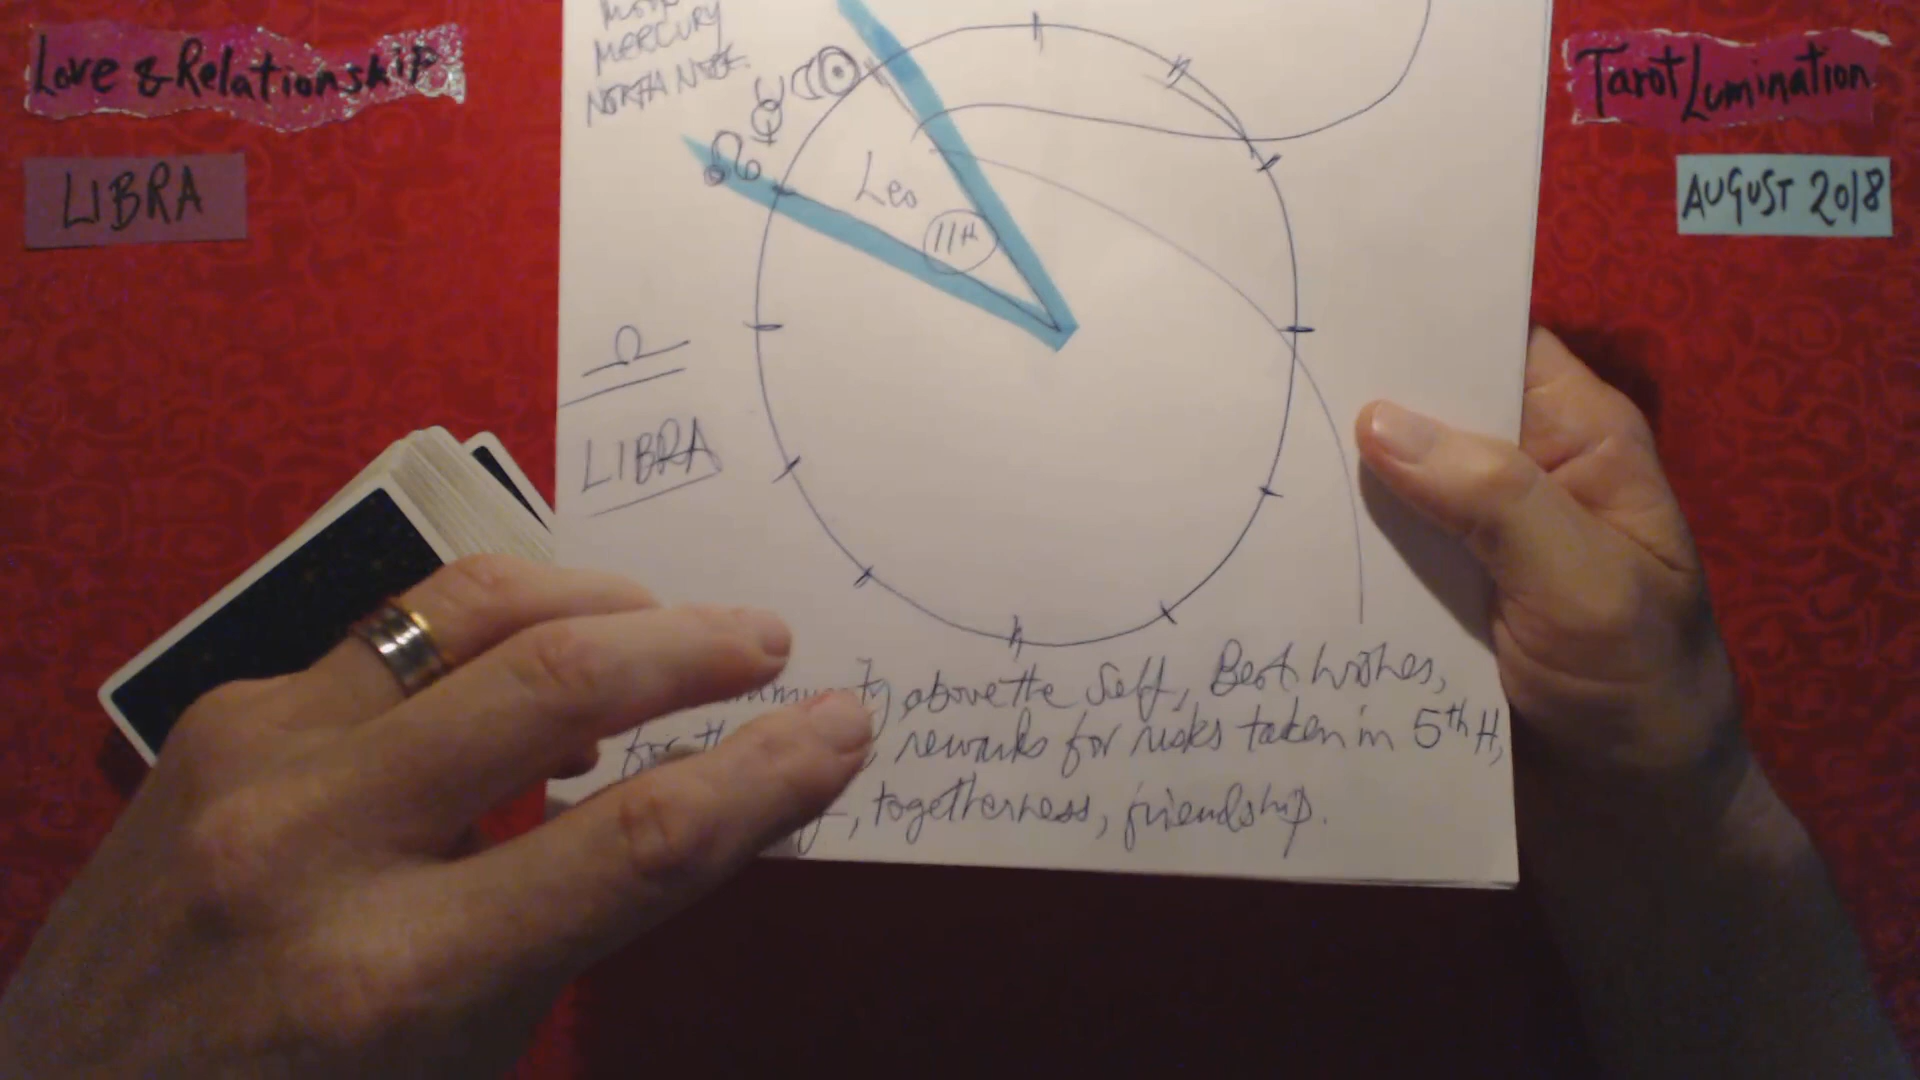 Love & Relationship
LIBRA
Tarot Lumination
AUGUST 2018
MERCURY
NORTH NODE
Leo
11H
LIBRA
above the Self, Best Wishes,
for rewards for risks taken in 5th H,
, togetherness, friendship.